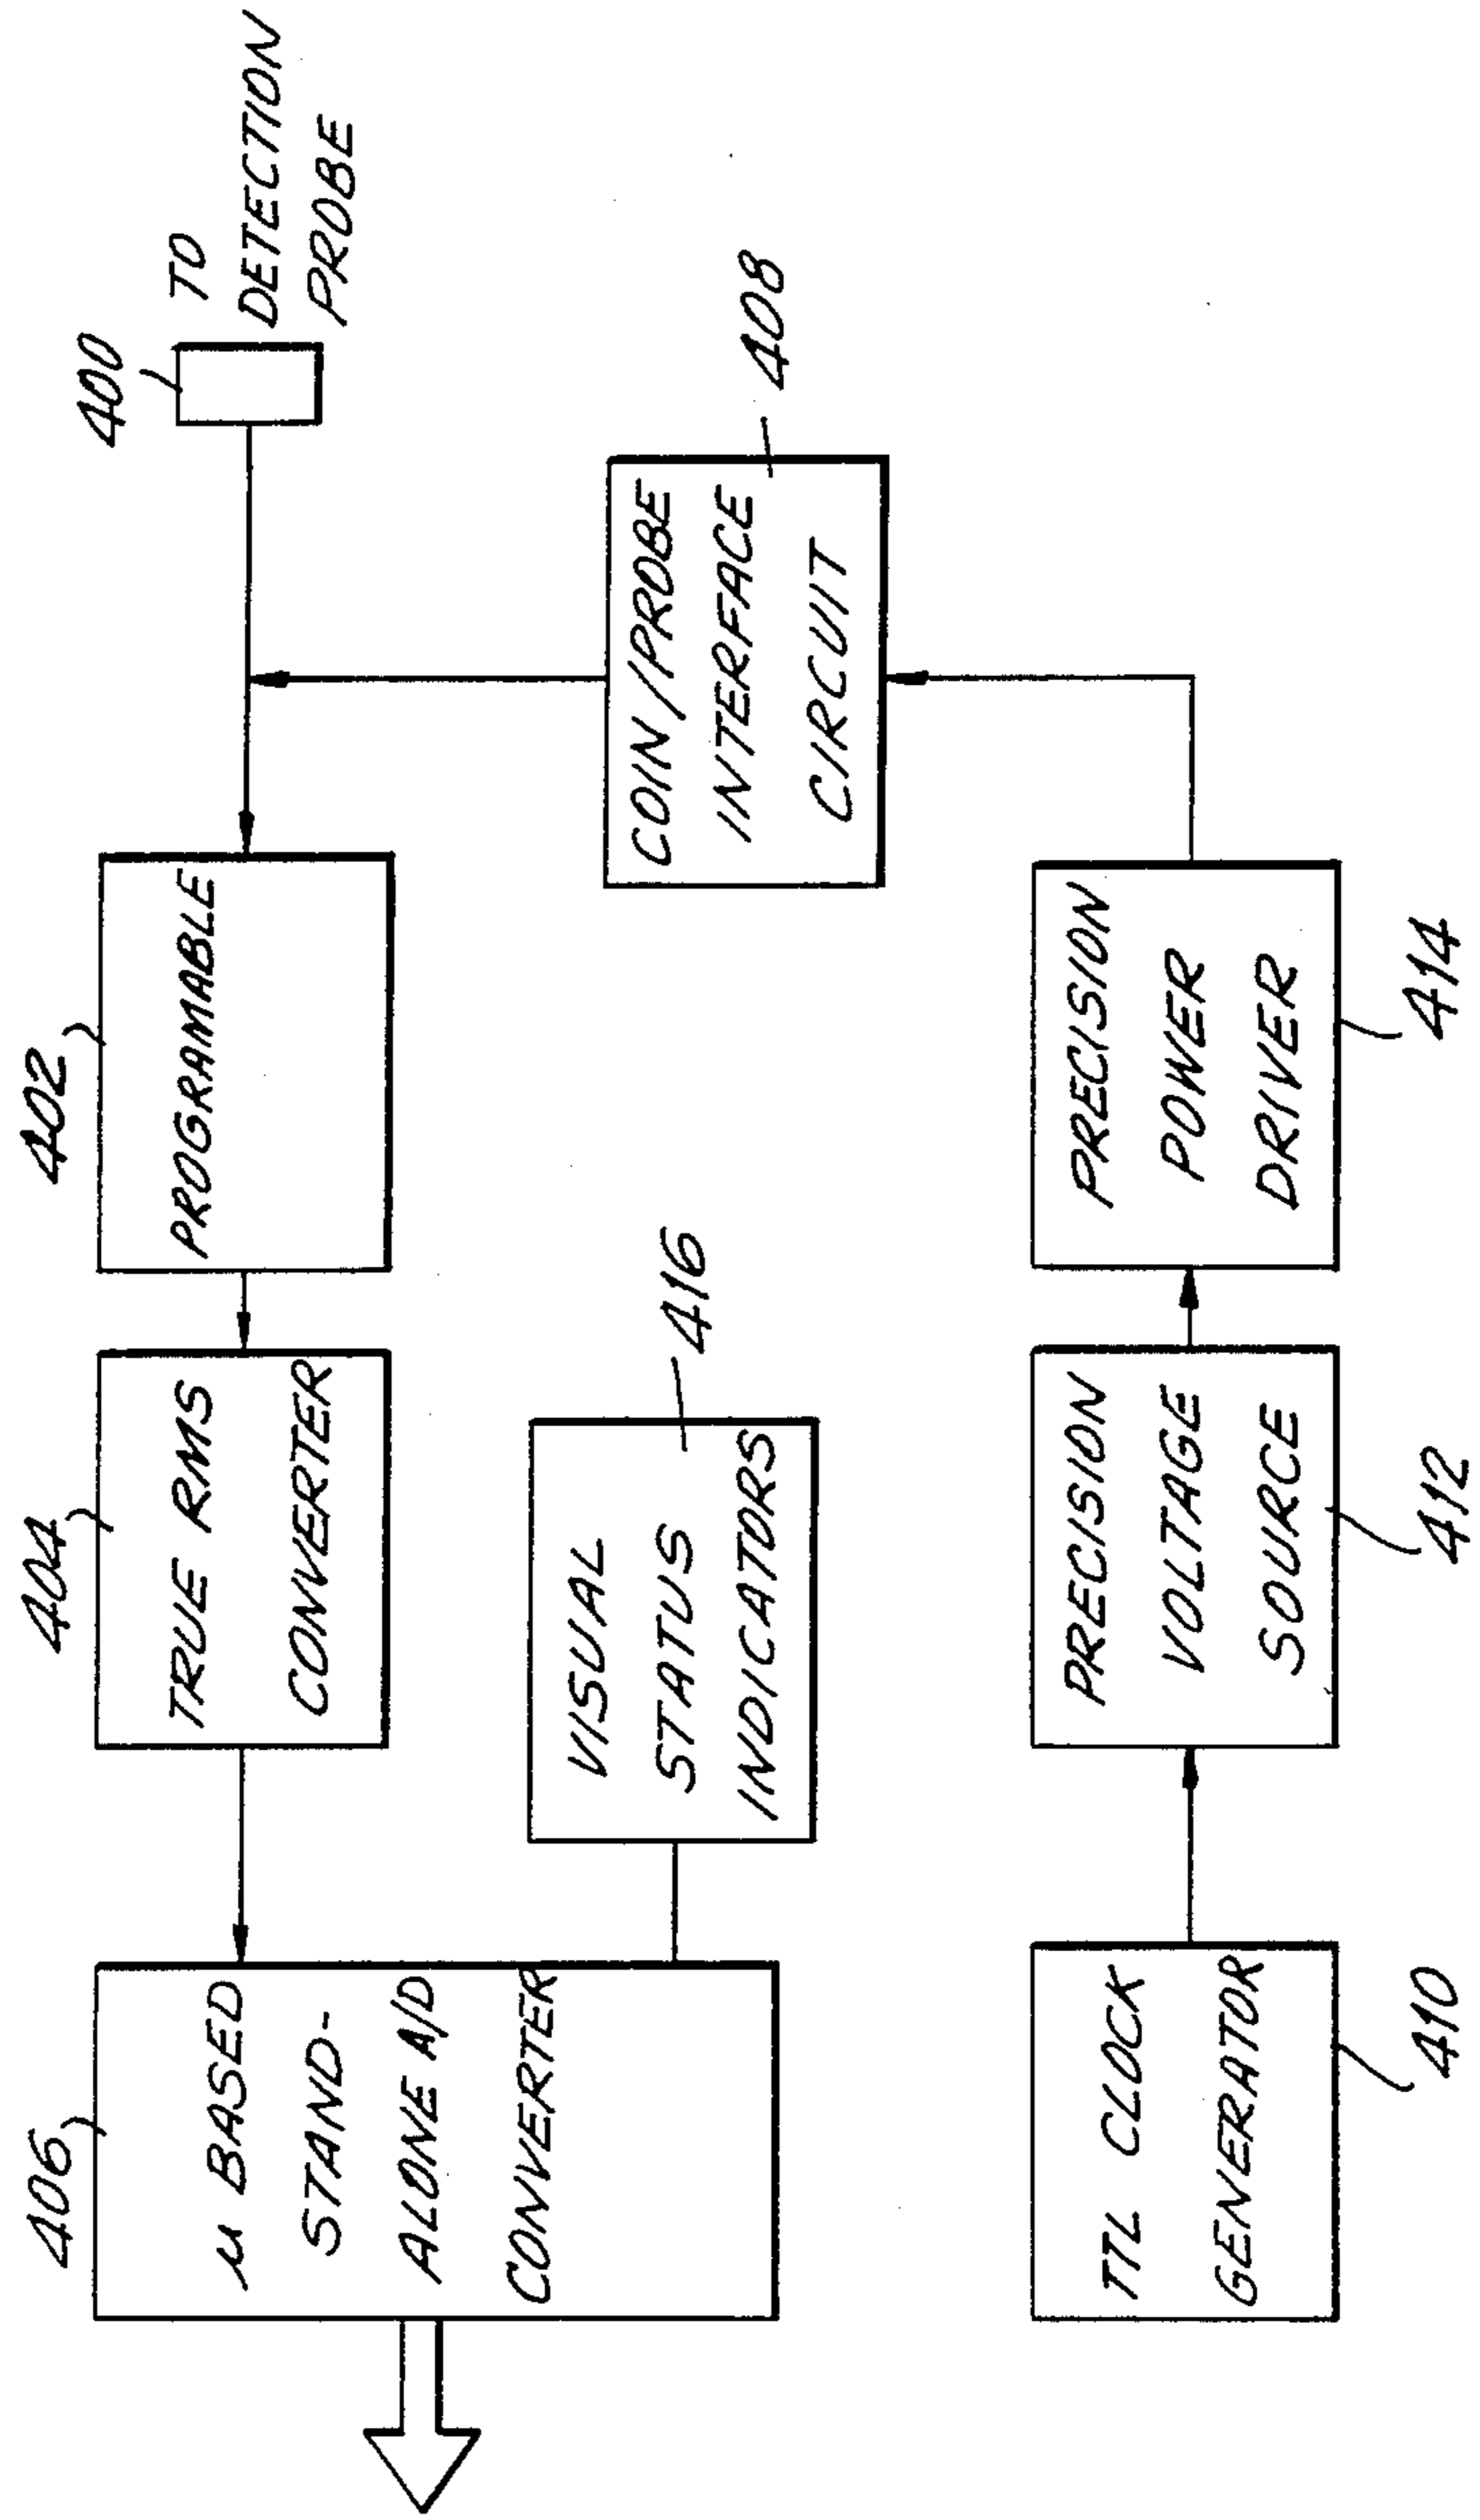 400
TO
DETECTION
PROBE
402
PROGRAMABLE
404
TRUE RMS
CONVERTER
406
µ BASED
STAND-
ALONE A/D
CONVERTER
COIN/PROBE
INTERFACE
CIRCUIT
408
VISUAL
STATUS
INDICATORS
416
TTL CLOCK
GENERATOR
410
PRECISION
VOLTAGE
SOURCE
412
PRECISION
POWER
DRIVER
414